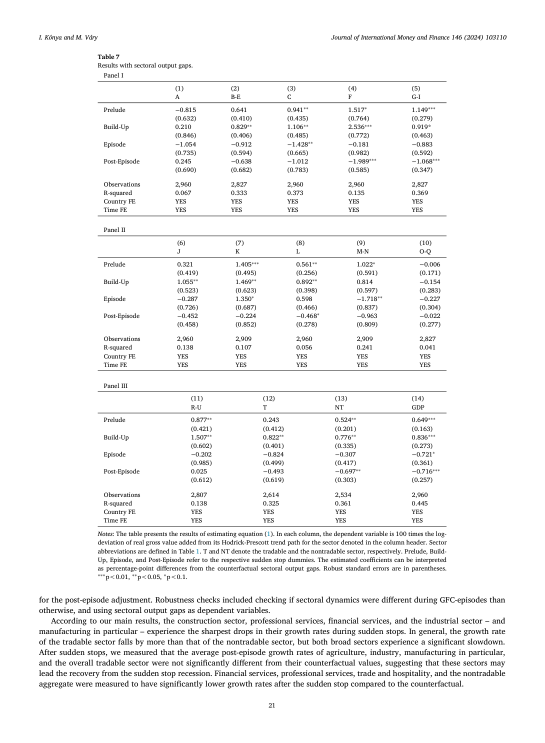 I. Kónya and M. Váry Journal of International Money and Finance 146 (2024) 103110
Table 7
Results with sectoral output gaps.
Panel I
(1) (2) (3) (4) (5)
A B-E C F G-I
Prelude −0.815 0.641 0.941** 1.517* 1.149***
(0.632) (0.410) (0.435) (0.764) (0.279)
Build-Up 0.210 0.829** 1.106** 2.536*** 0.919*
(0.846) (0.406) (0.485) (0.772) (0.463)
Episode −1.054 −0.912 −1.428** −0.181 −0.883
(0.735) (0.594) (0.665) (0.982) (0.592)
Post-Episode 0.245 −0.638 −1.012 −1.989*** −1.068***
(0.690) (0.682) (0.783) (0.585) (0.347)
Observations 2,960 2,827 2,960 2,960 2,827
R-squared 0.067 0.333 0.373 0.135 0.369
Country FE YES YES YES YES YES
Time FE YES YES YES YES YES
Panel II
(6) (7) (8) (9) (10)
J K L M-N O-Q
Prelude 0.321 1.405*** 0.561** 1.022* −0.006
(0.419) (0.495) (0.256) (0.591) (0.171)
Build-Up 1.055** 1.469** 0.892** 0.814 −0.154
(0.523) (0.623) (0.398) (0.597) (0.283)
Episode −0.287 1.350* 0.598 −1.718** −0.227
(0.726) (0.687) (0.466) (0.837) (0.304)
Post-Episode −0.452 −0.224 −0.468* −0.963 −0.022
(0.458) (0.852) (0.278) (0.809) (0.277)
Observations 2,960 2,909 2,960 2,909 2,827
R-squared 0.138 0.107 0.056 0.241 0.041
Country FE YES YES YES YES YES
Time FE YES YES YES YES YES
Panel III
(11) (12) (13) (14)
R-U T NT GDP
Prelude 0.877** 0.243 0.524** 0.649***
(0.421) (0.412) (0.201) (0.163)
Build-Up 1.507** 0.822** 0.776** 0.836***
(0.602) (0.401) (0.335) (0.273)
Episode −0.202 −0.824 −0.307 −0.721*
(0.985) (0.499) (0.417) (0.361)
Post-Episode 0.025 −0.493 −0.697** −0.716***
(0.612) (0.619) (0.303) (0.257)
Observations 2,807 2,614 2,534 2,960
R-squared 0.138 0.325 0.361 0.445
Country FE YES YES YES YES
Time FE YES YES YES YES
Note: The table presents the results of estimating equation (1). In each column, the dependent variable is 100 times the log-
deviation of real gross value added from its Hodrick-Prescott trend path for the sector denoted in the column header. Sector
abbreviations are defined in Table 1. T and NT denote the tradable and the nontradable sector, respectively. Prelude, Build-
Up, Episode, and Post-Episode refer to the respective sudden stop dummies. The estimated coefficients can be interpreted
as percentage-point differences from the counterfactual sectoral output gaps. Robust standard errors are in parentheses.
***p<0.01, **p<0.05, *p<0.1.
for the post-episode adjustment. Robustness checks included checking if sectoral dynamics were different during GFC-episodes than
otherwise, and using sectoral output gaps as dependent variables.
According to our main results, the construction sector, professional services, financial services, and the industrial sector – and
manufacturing in particular – experience the sharpest drops in their growth rates during sudden stops. In general, the growth rate
of the tradable sector falls by more than that of the nontradable sector, but both broad sectors experience a significant slowdown.
After sudden stops, we measured that the average post-episode growth rates of agriculture, industry, manufacturing in particular,
and the overall tradable sector were not significantly different from their counterfactual values, suggesting that these sectors may
lead the recovery from the sudden stop recession. Financial services, professional services, trade and hospitality, and the nontradable
aggregate were measured to have significantly lower growth rates after the sudden stop compared to the counterfactual.
21